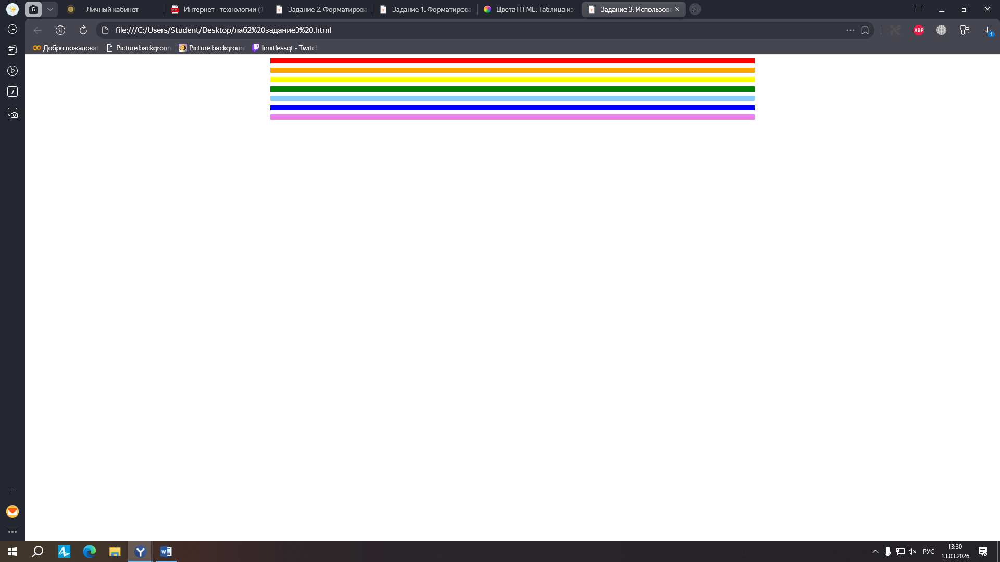 6
Личный кабинет
Интернет - технологии (1
Задание 2. Форматирова
Задание 1. Форматирова
Цвета HTML. Таблица из
Задание 3. Использова
Я
file:///C:/Users/Student/Desktop/лаб2%20задание3%20.html
ABP
1
Добро пожаловат
Picture backgroun
Picture backgroun
limitlessqt - Twitch
7
РУС
13:30
13.03.2026